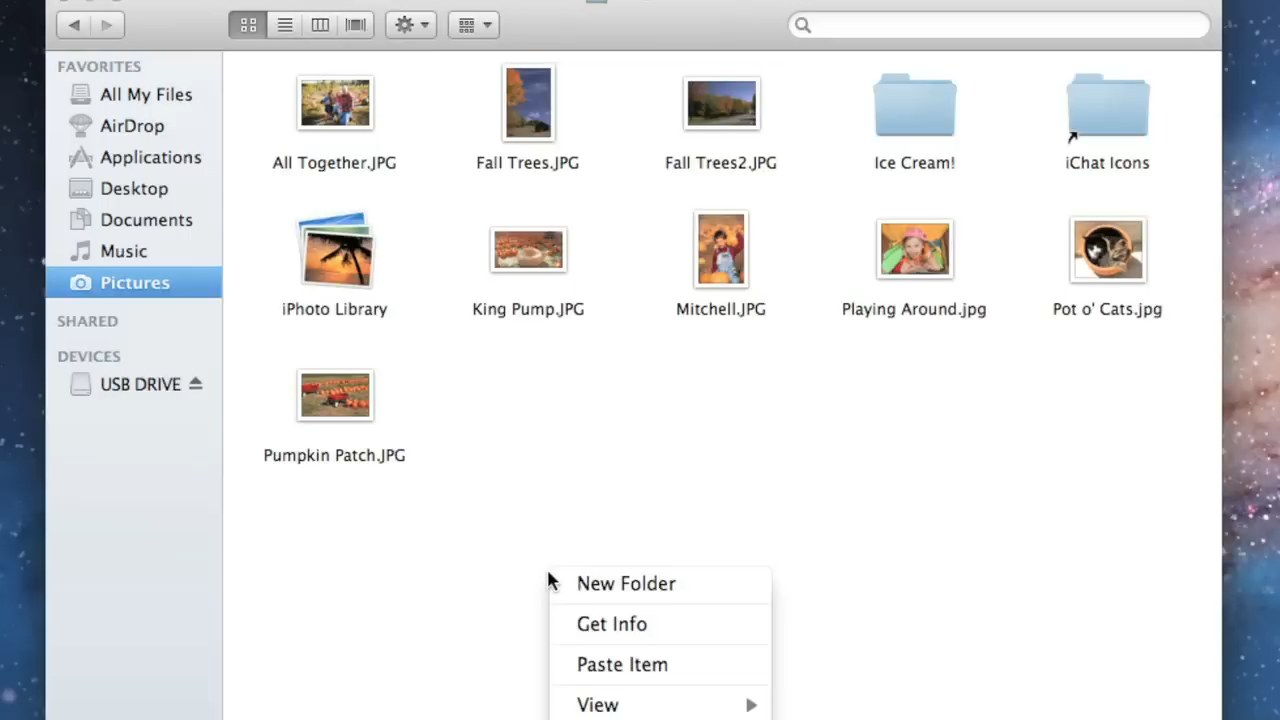 FAVORITES
All My Files
AirDrop
Applications
Desktop
Documents
Music
Pictures
SHARED
DEVICES
USB DRIVE
All Together.JPG
Fall Trees.JPG
Fall Trees2.JPG
Ice Cream!
iChat Icons
iPhoto Library
King Pump.JPG
Mitchell.JPG
Playing Around.jpg
Pot o' Cats.jpg
Pumpkin Patch.JPG
New Folder
Get Info
Paste Item
View